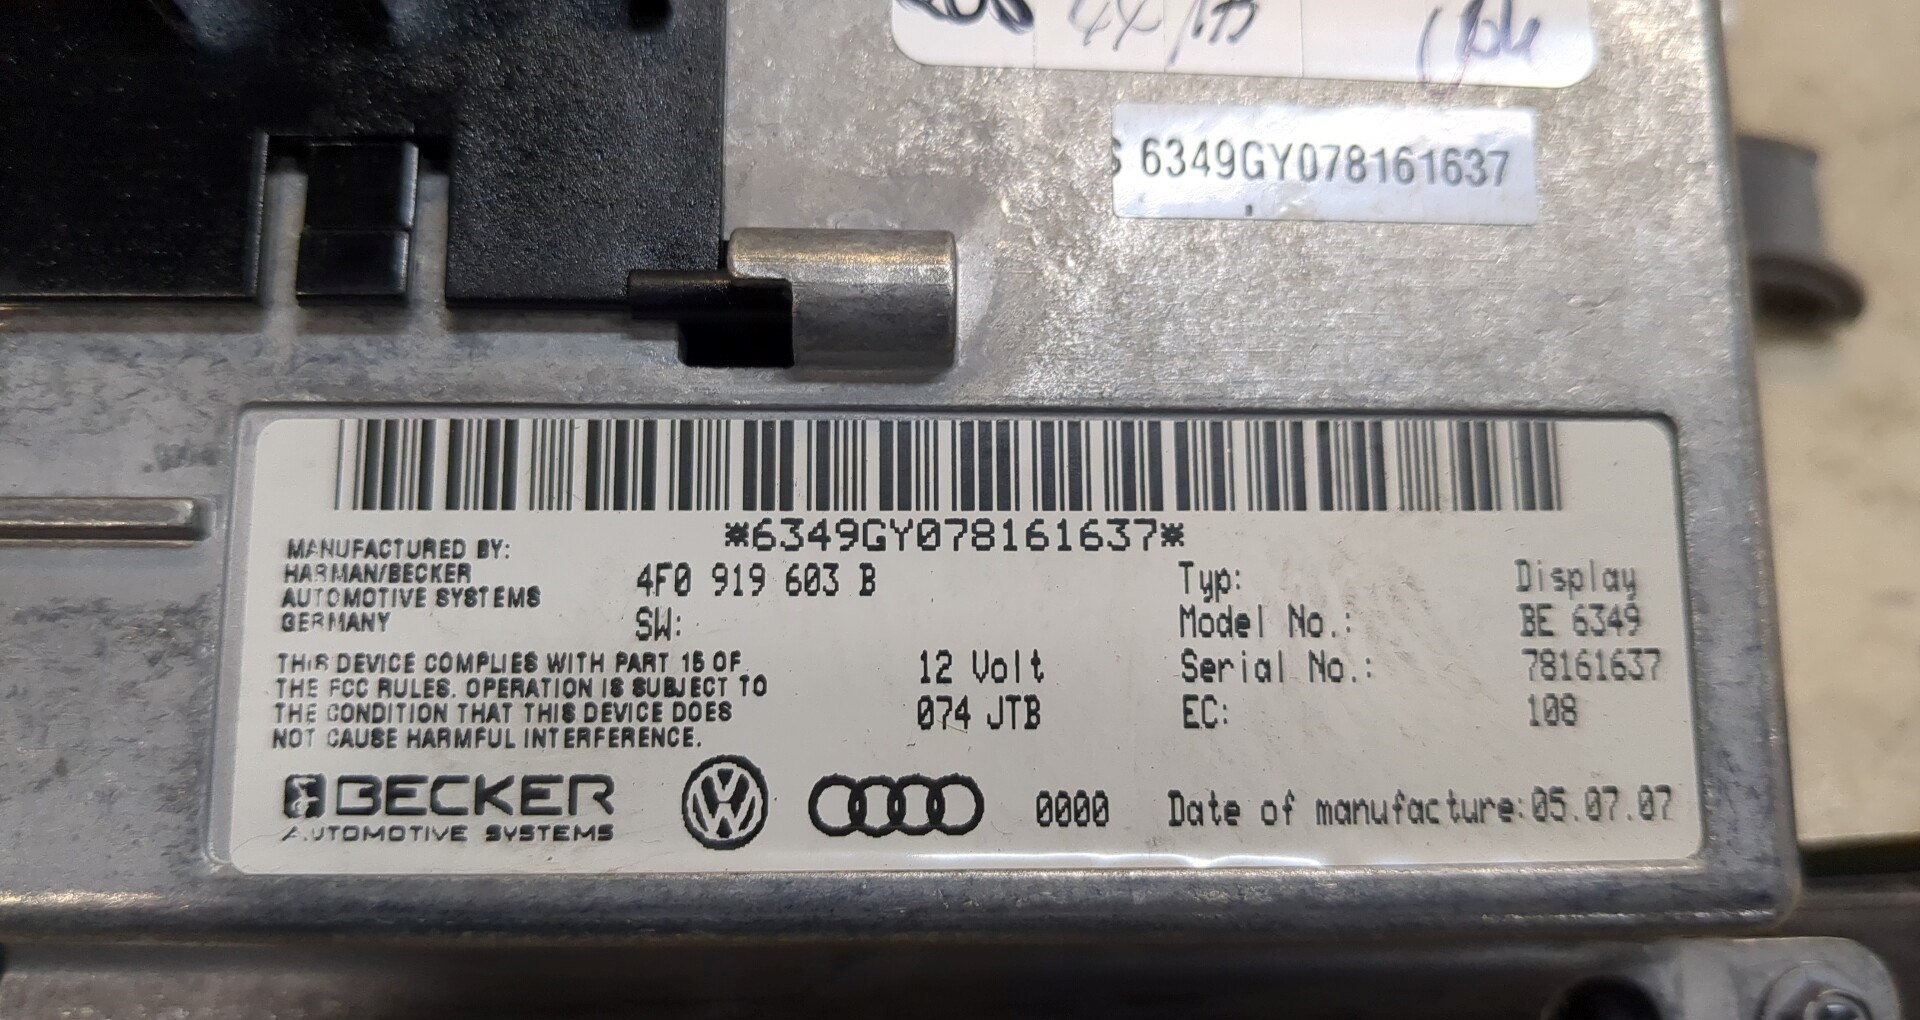 S 6349GY078161637
*6349GY078161637*
MANUFACTURED BY:
HARMAN/BECKER
AUTOMOTIVE SYSTEMS
GERMANY
4F0 919 603 B
SW:
Typ: Display
Model No.: BE 6349
Serial No.: 78161637
EC: 108
THIS DEVICE COMPLIES WITH PART 15 OF
THE FCC RULES. OPERATION IS SUBJECT TO
THE CONDITION THAT THIS DEVICE DOES
NOT CAUSE HARMFUL INTERFERENCE.
12 Volt
074 JTB
BECKER
AUTOMOTIVE SYSTEMS
0000
Date of manufacture: 05.07.07